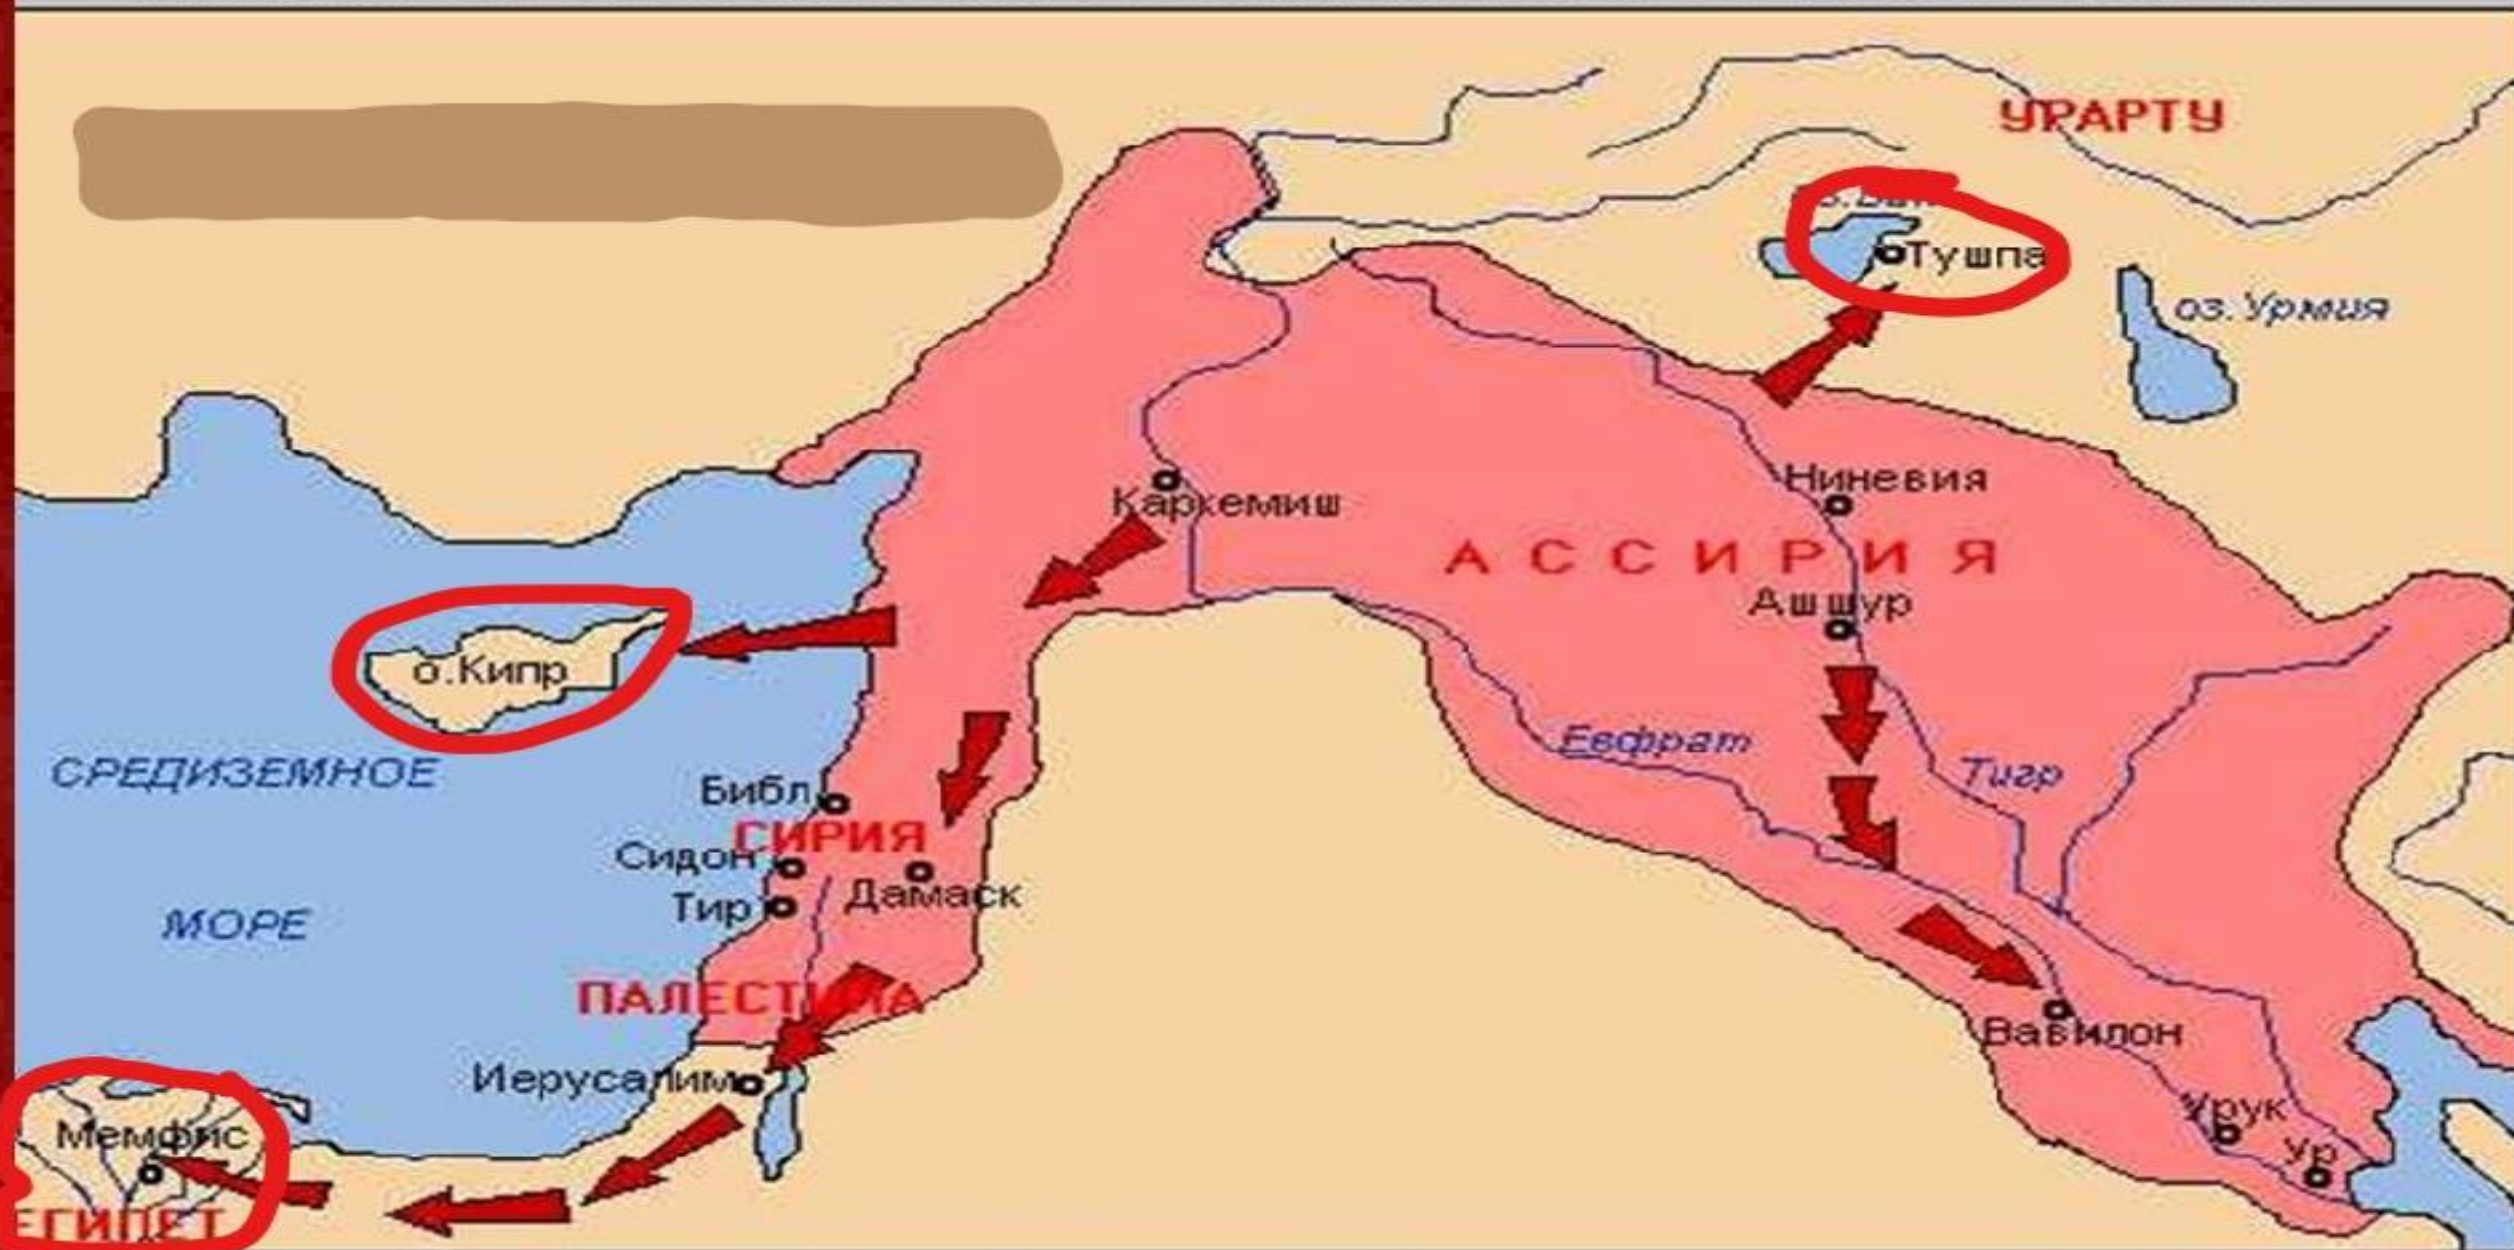 УРАРТУ
Тушпа
оз. Урмия
Каркемиш
Ниневия
АССИРИЯ
Ашшур
о.Кипр
Евфрат
Тигр
СРЕДИЗЕМНОЕ
МОРЕ
Библ
СИРИЯ
Сидон
Дамаск
Тир
ПАЛЕСТИНА
Вавилон
Иерусалим
Урук
Ур
Мемфис
ЕГИПЕТ